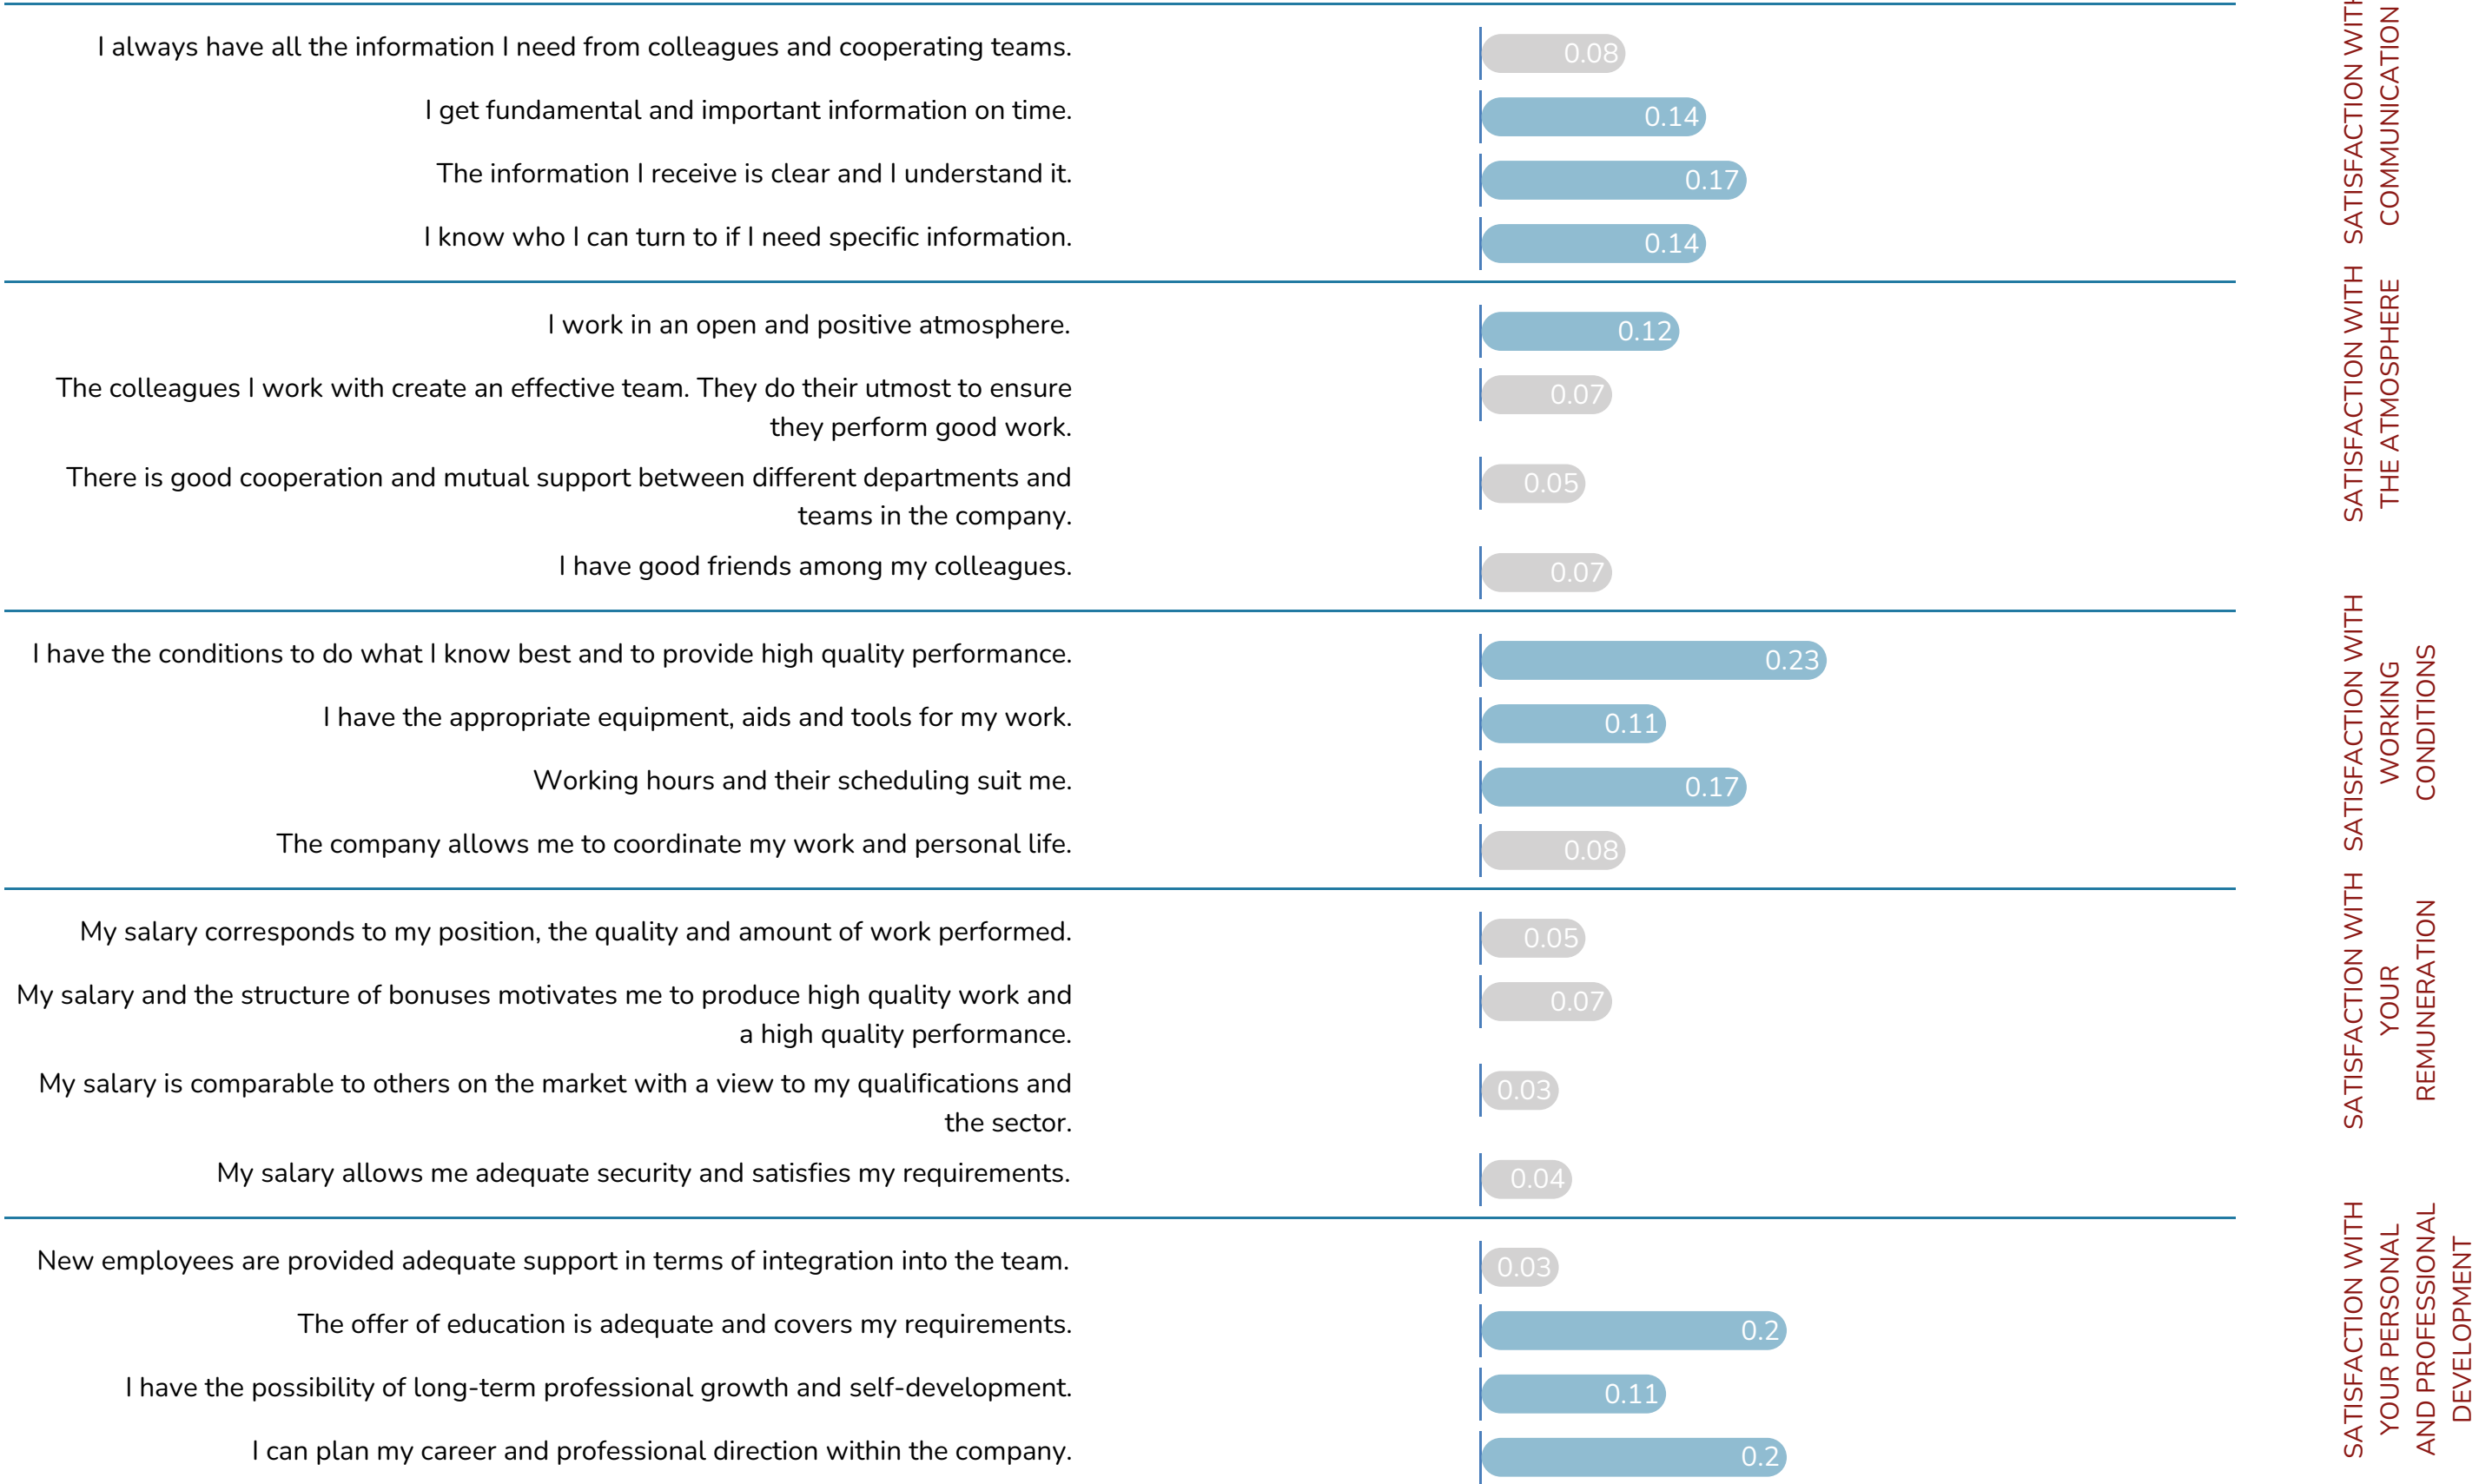 I always have all the information I need from colleagues and cooperating teams.
0.08
I get fundamental and important information on time.
0.14
The information I receive is clear and I understand it.
0.17
I know who I can turn to if I need specific information.
0.14
SATISFACTION WITH
COMMUNICATION
I work in an open and positive atmosphere.
0.12
The colleagues I work with create an effective team. They do their utmost to ensure
they perform good work.
0.07
There is good cooperation and mutual support between different departments and
teams in the company.
0.05
I have good friends among my colleagues.
0.07
SATISFACTION WITH
THE ATMOSPHERE
I have the conditions to do what I know best and to provide high quality performance.
0.23
I have the appropriate equipment, aids and tools for my work.
0.11
Working hours and their scheduling suit me.
0.17
The company allows me to coordinate my work and personal life.
0.08
SATISFACTION WITH
WORKING
CONDITIONS
My salary corresponds to my position, the quality and amount of work performed.
0.05
My salary and the structure of bonuses motivates me to produce high quality work and
a high quality performance.
0.07
My salary is comparable to others on the market with a view to my qualifications and
the sector.
0.03
My salary allows me adequate security and satisfies my requirements.
0.04
SATISFACTION WITH
YOUR
REMUNERATION
New employees are provided adequate support in terms of integration into the team.
0.03
The offer of education is adequate and covers my requirements.
0.2
I have the possibility of long-term professional growth and self-development.
0.11
I can plan my career and professional direction within the company.
0.2
SATISFACTION WITH
YOUR PERSONAL
AND PROFESSIONAL
DEVELOPMENT